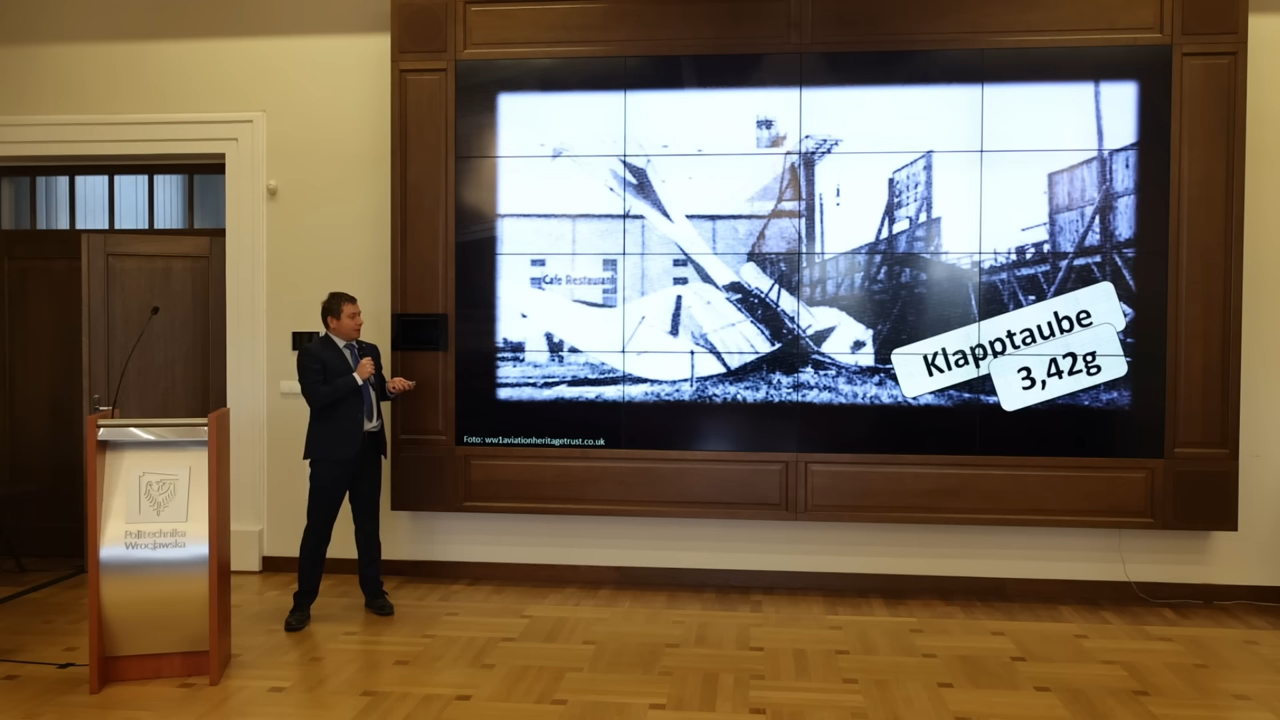 Cafe Restaurant
Klapptaube
3,42g
Foto: ww1aviationheritagetrust.co.uk
Politechnika
Wrocławska